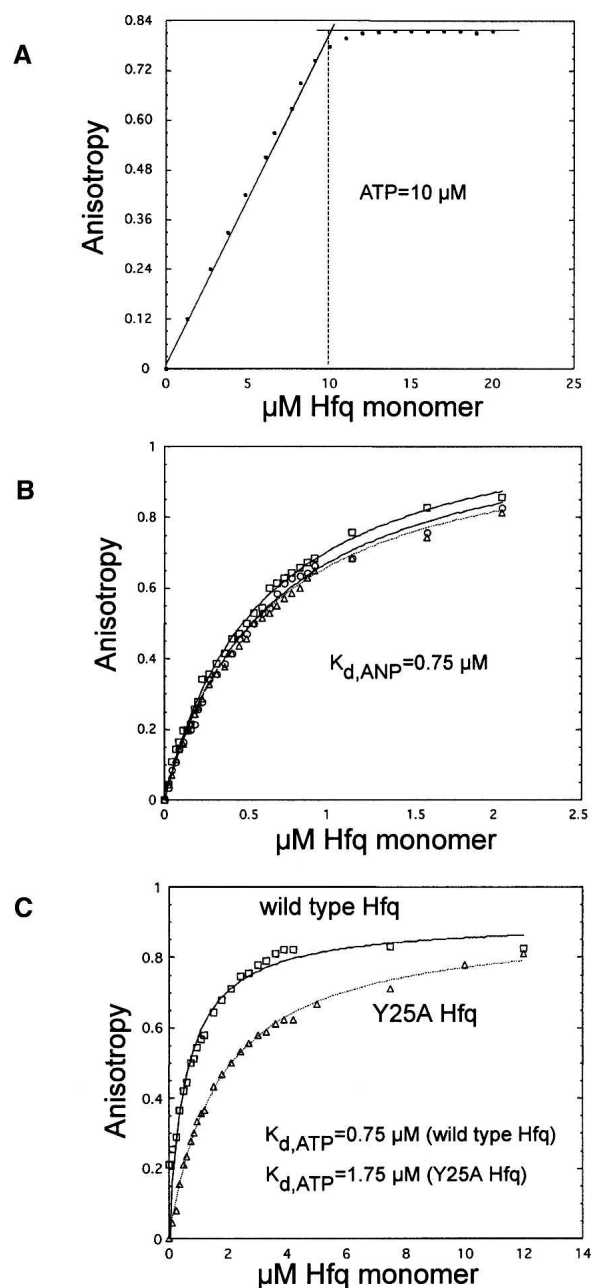 A
0.84
0.72
0.60
0.48
0.36
0.24
0.12
0
Anisotropy
ATP=10 µM
0 5 10 15 20 25
µM Hfq monomer
B
1
0.8
0.6
0.4
0.2
0
Anisotropy
Kd,ANP=0.75 µM
0 0.5 1 1.5 2 2.5
µM Hfq monomer
C
1
0.8
0.6
0.4
0.2
0
Anisotropy
wild type Hfq
Y25A Hfq
Kd,ATP=0.75 µM (wild type Hfq)
Kd,ATP=1.75 µM (Y25A Hfq)
0 2 4 6 8 10 12 14
µM Hfq monomer